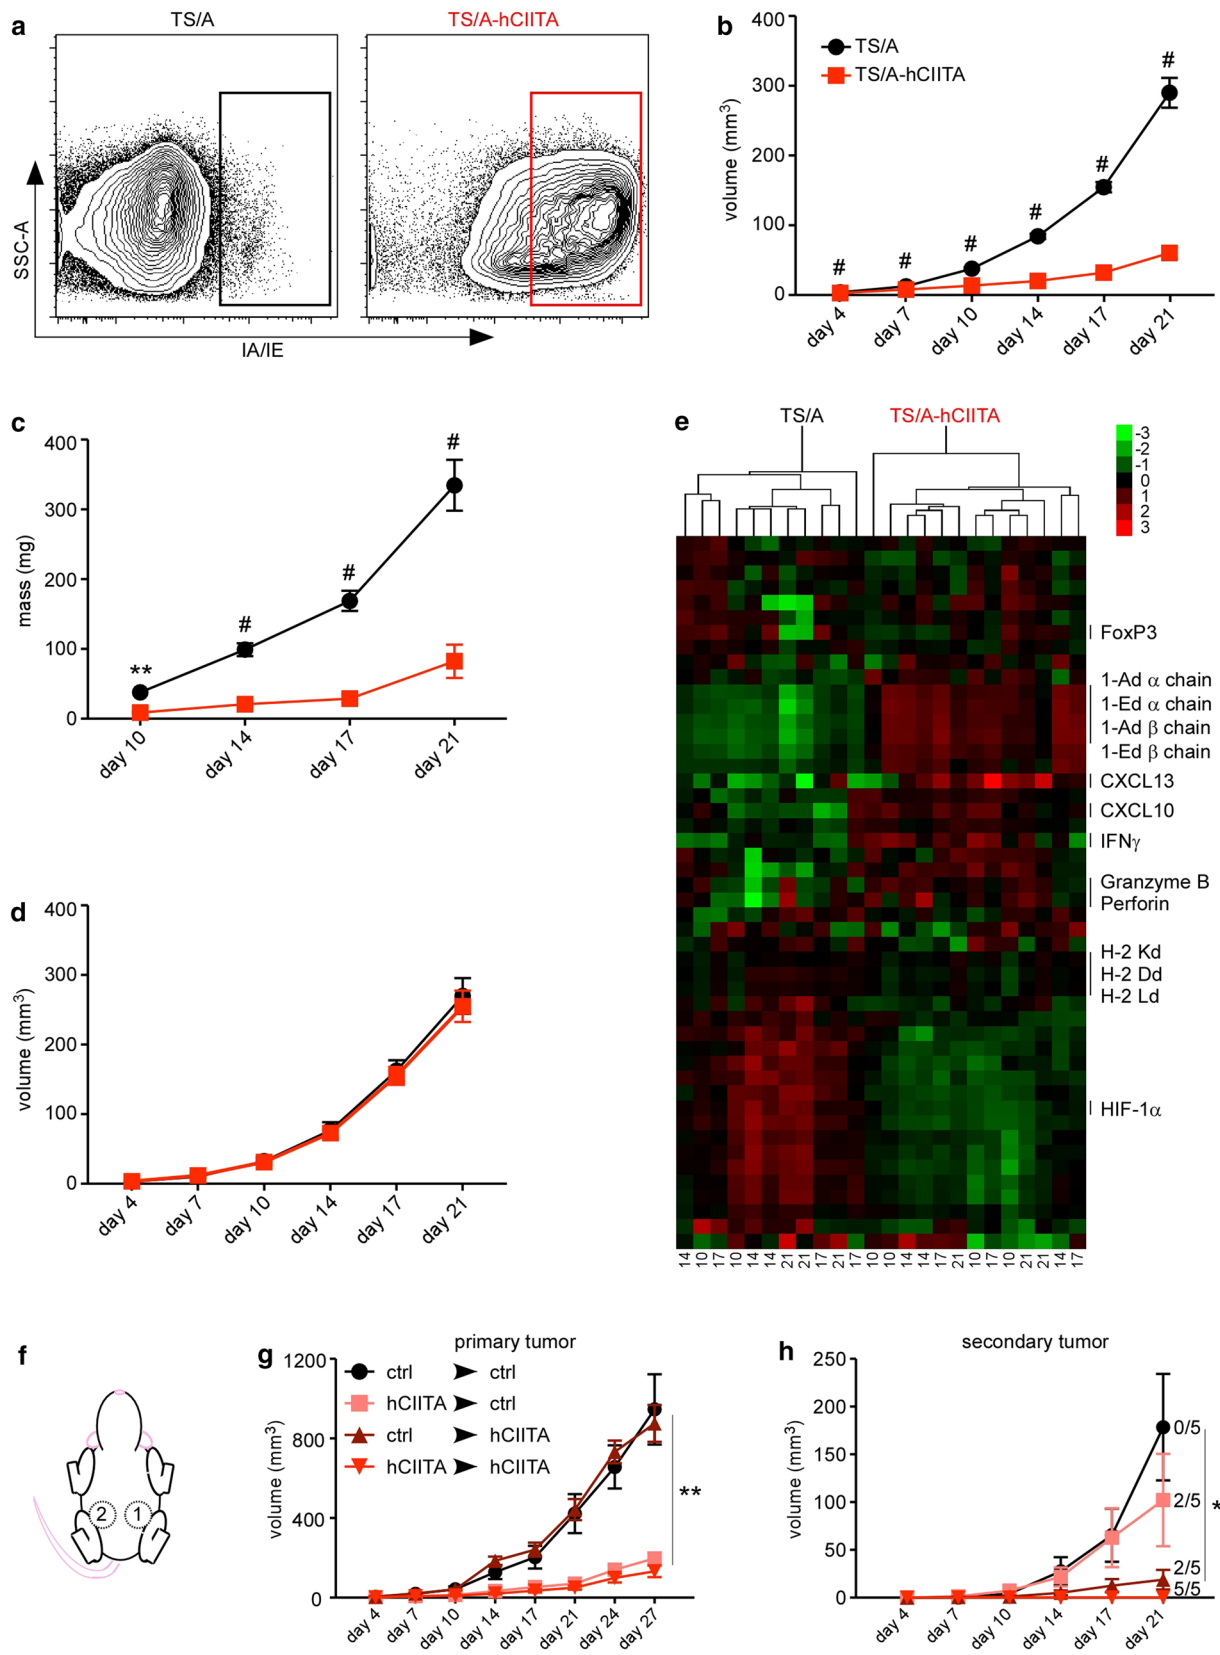 a
TS/A
TS/A-hCIITA
SSC-A
IA/IE
b
TS/A
TS/A-hCIITA
volume (mm3)
400
300
200
100
0
#
#
#
#
#
#
day 4
day 7
day 10
day 14
day 17
day 21
c
mass (mg)
400
300
200
100
0
**
#
#
#
day 10
day 14
day 17
day 21
d
volume (mm3)
400
300
200
100
0
day 4
day 7
day 10
day 14
day 17
day 21
e
TS/A
TS/A-hCIITA
-3
-2
-1
0
1
2
3
FoxP3
1-Ad α chain
1-Ed α chain
1-Ad β chain
1-Ed β chain
CXCL13
CXCL10
IFNγ
Granzyme B
Perforin
H-2 Kd
H-2 Dd
H-2 Ld
HIF-1α
14 10 17 10 14 14 21 21 17 21 17 10 10 14 14 17 21 10 17 10 21 21 14 17
f
2
1
g
primary tumor
ctrl ➤ ctrl
hCIITA ➤ ctrl
ctrl ➤ hCIITA
hCIITA ➤ hCIITA
volume (mm3)
1200
800
400
0
**
day 4
day 7
day 10
day 14
day 17
day 21
day 24
day 27
h
secondary tumor
volume (mm3)
250
200
150
100
50
0
0/5
2/5
2/5
5/5
*
day 4
day 7
day 10
day 14
day 17
day 21